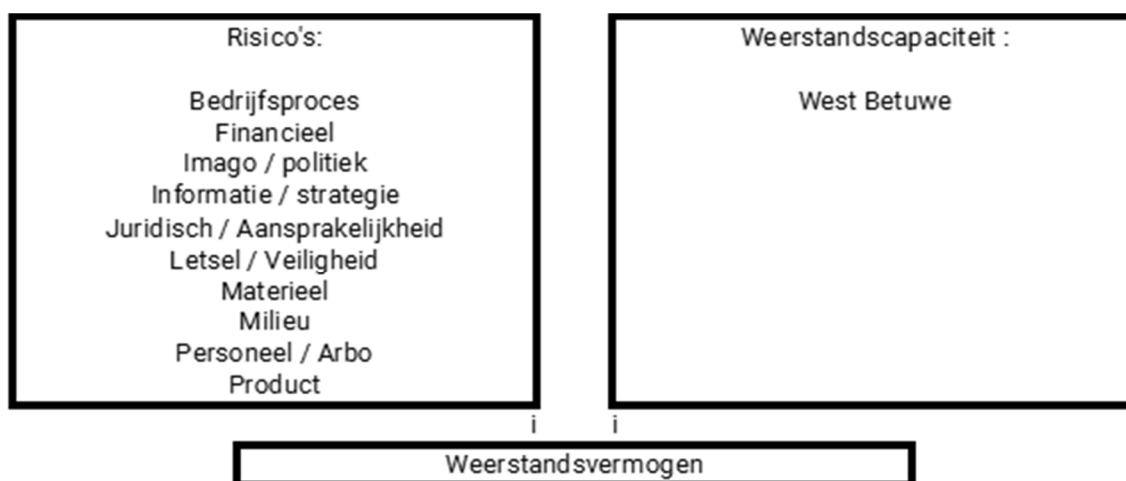 Risico's:
Bedrijfsproces
Financieel
Imago / politiek
Informatie / strategie
Juridisch / Aansprakelijkheid
Letsel / Veiligheid
Materieel
Milieu
Personeel / Arbo
Product
Weerstandscapaciteit :
West Betuwe
i i
Weerstandsvermogen